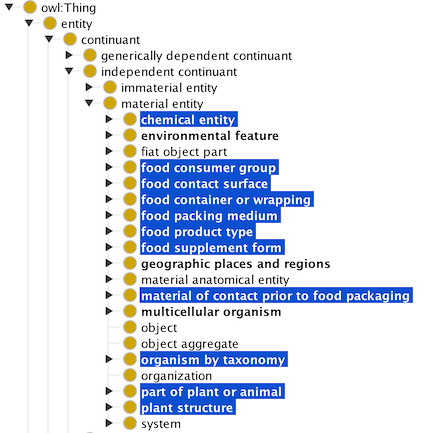 owl:Thing
entity
continuant
generically dependent continuant
independent continuant
immaterial entity
material entity
chemical entity
environmental feature
fiat object part
food consumer group
food contact surface
food container or wrapping
food packing medium
food product type
food supplement form
geographic places and regions
material anatomical entity
material of contact prior to food packaging
multicellular organism
object
object aggregate
organism by taxonomy
organization
part of plant or animal
plant structure
system